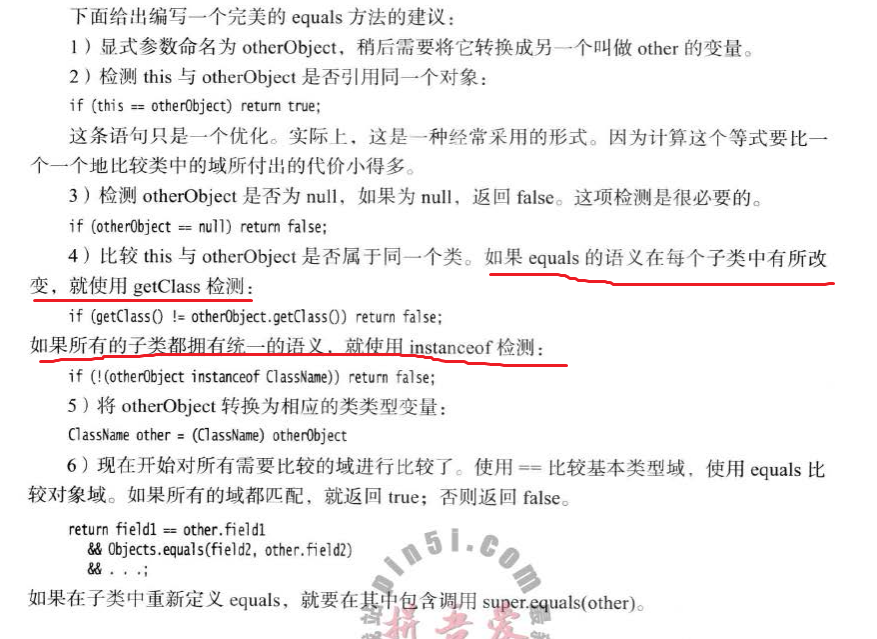 下面给出编写一个完美的 equals 方法的建议：
1）显式参数命名为 otherObject，稍后需要将它转换成另一个叫做 other 的变量。
2）检测 this 与 otherObject 是否引用同一个对象：
if (this == otherObject) return true;
这条语句只是一个优化。实际上，这是一种经常采用的形式。因为计算这个等式要比一
个一个地比较类中的域所付出的代价小得多。
3）检测 otherObject 是否为 null，如果为 null，返回 false。这项检测是很必要的。
if (otherObject == null) return false;
4）比较 this 与 otherObject 是否属于同一个类。如果 equals 的语义在每个子类中有所改
变，就使用 getClass 检测：
if (getClass() != otherObject.getClass()) return false;
如果所有的子类都拥有统一的语义，就使用 instanceof 检测：
if (!(otherObject instanceof ClassName)) return false;
5）将 otherObject 转换为相应的类类型变量：
ClassName other = (ClassName) otherObject
6）现在开始对所有需要比较的域进行比较了。使用 == 比较基本类型域，使用 equals 比
较对象域。如果所有的域都匹配，就返回 true；否则返回 false。
return field1 == other.field1
&& Objects.equals(field2, other.field2)
&& . . .;
如果在子类中重新定义 equals，就要在其中包含调用 super.equals(other)。
pin5i.com
拼吾爱